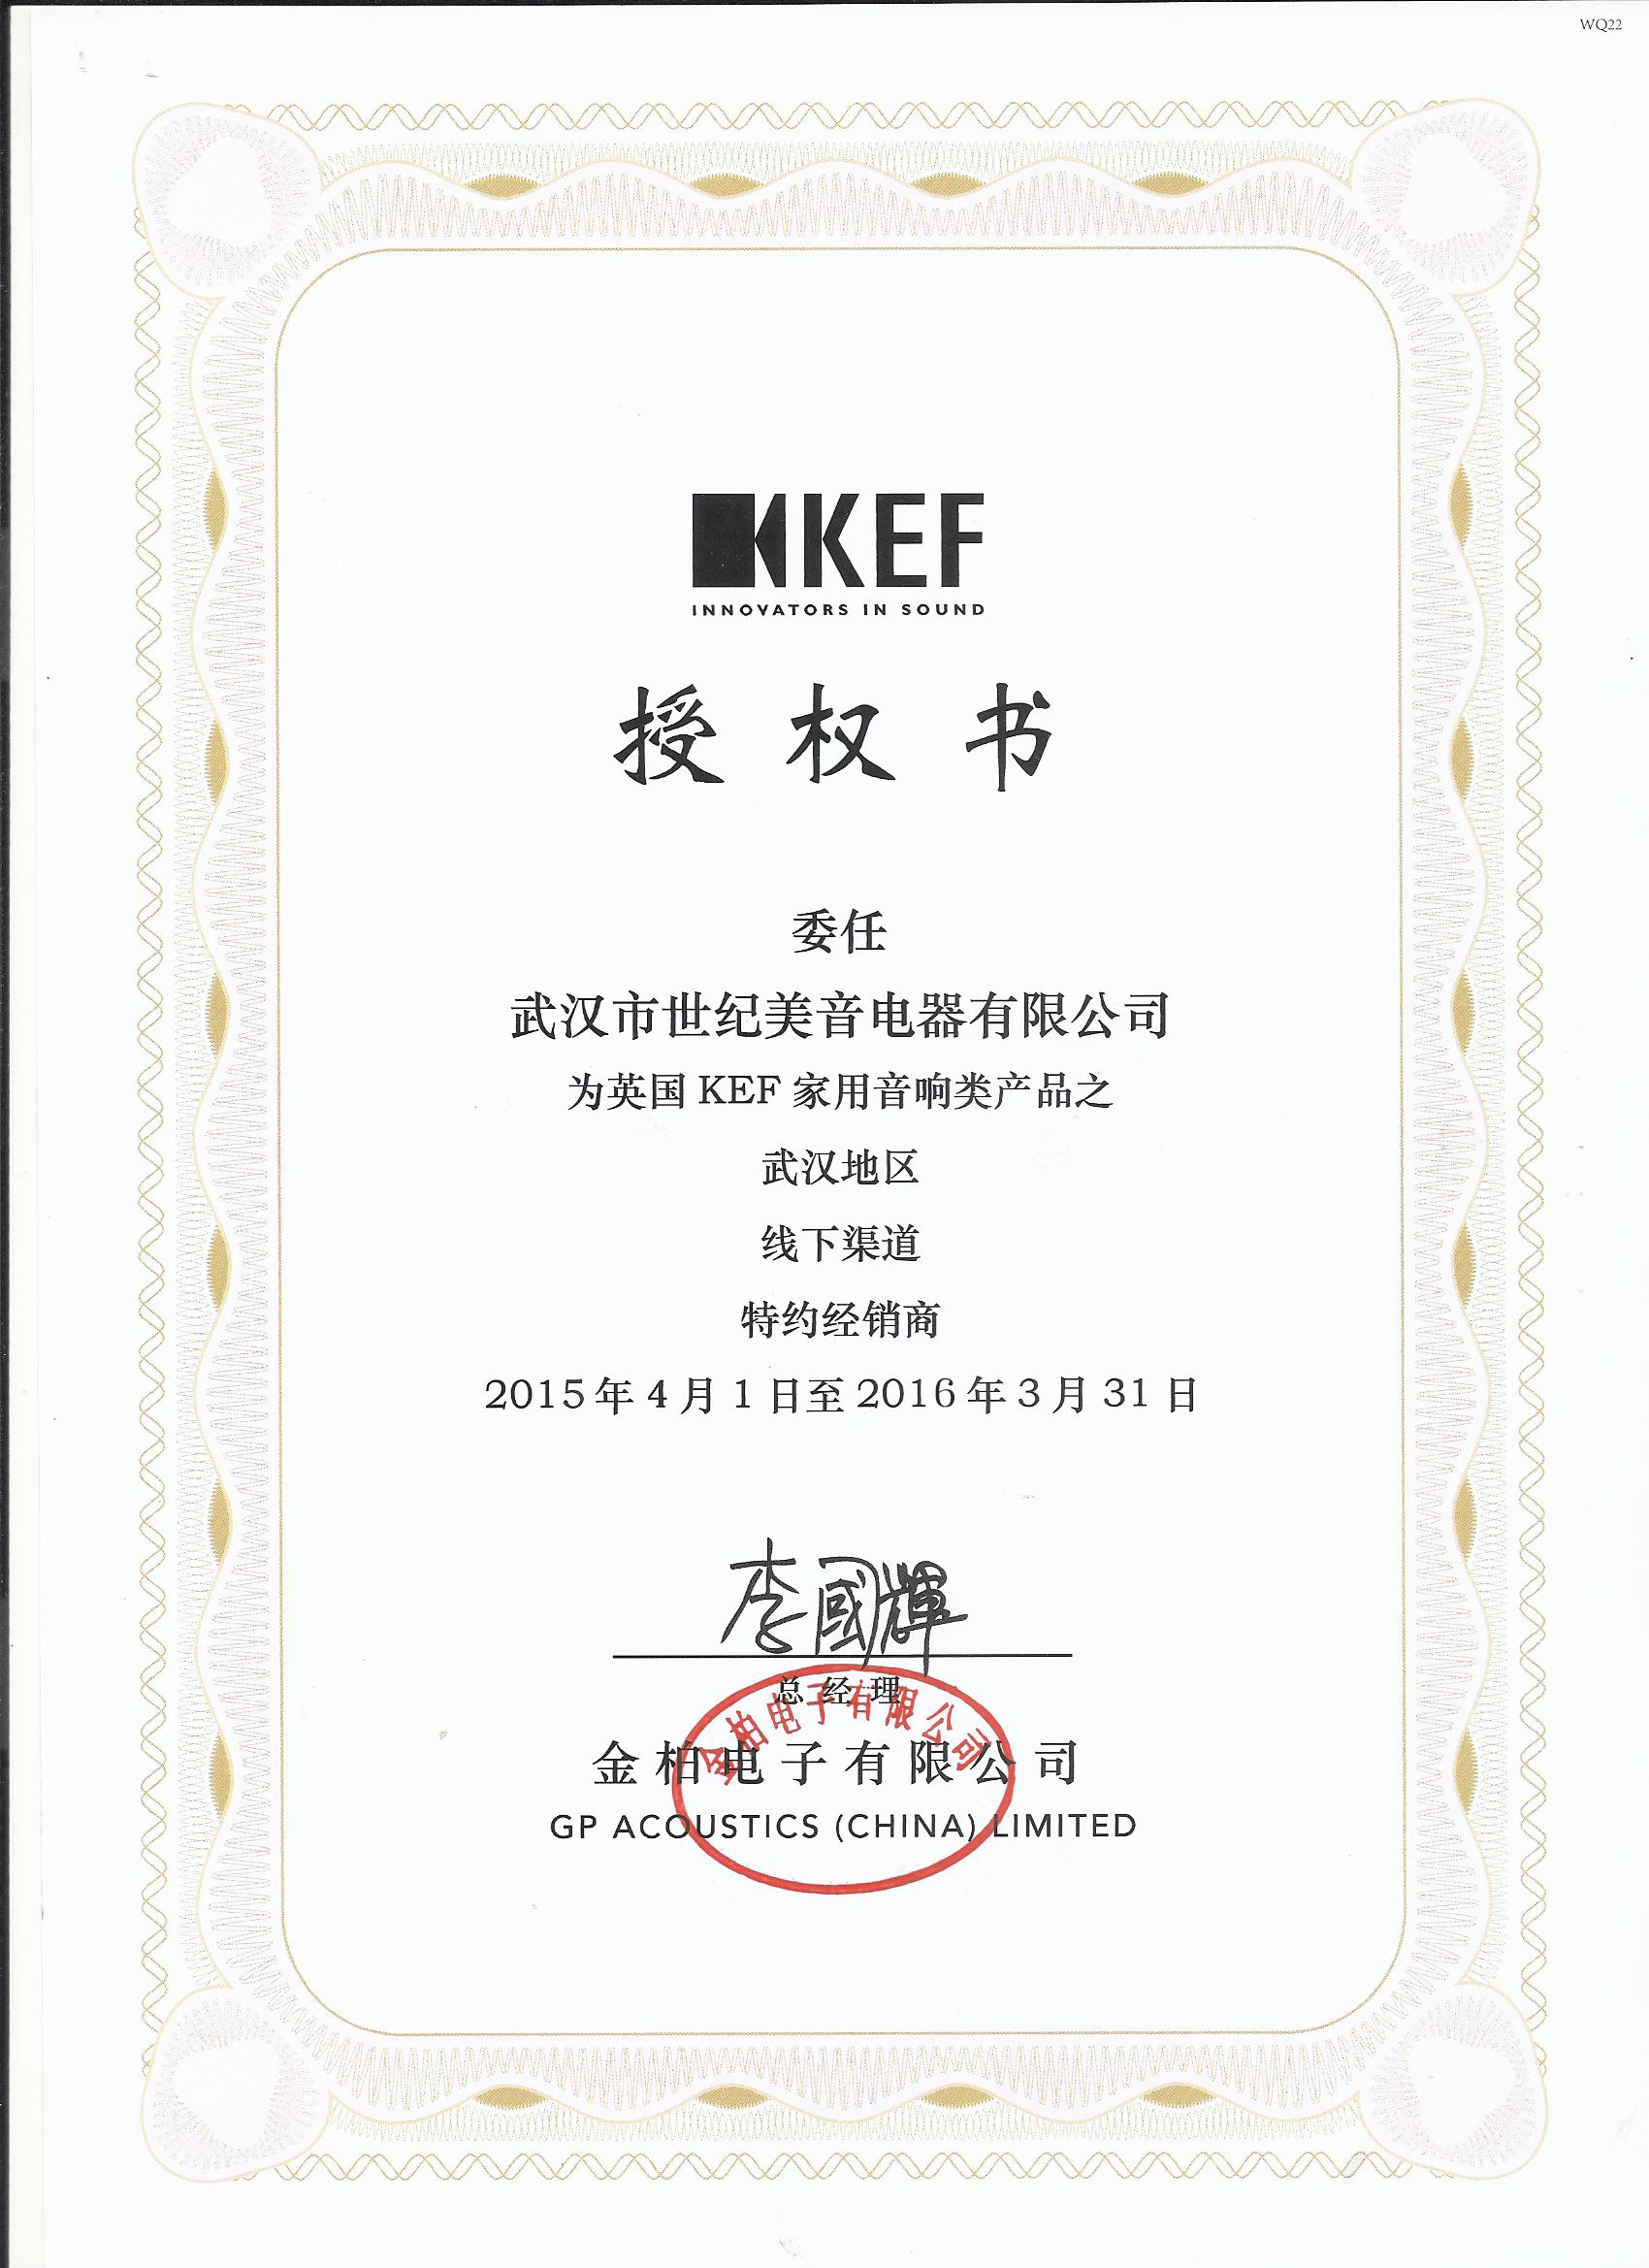 WQ22
KEF
INNOVATORS IN SOUND
授权书
委任
武汉市世纪美音电器有限公司
为英国 KEF 家用音响类产品之
武汉地区
线下渠道
特约经销商
2015年4月1日至2016年3月31日
李國輝
总经理
金柏电子有限公司
金柏电子有限公司
GP ACOUSTICS (CHINA) LIMITED